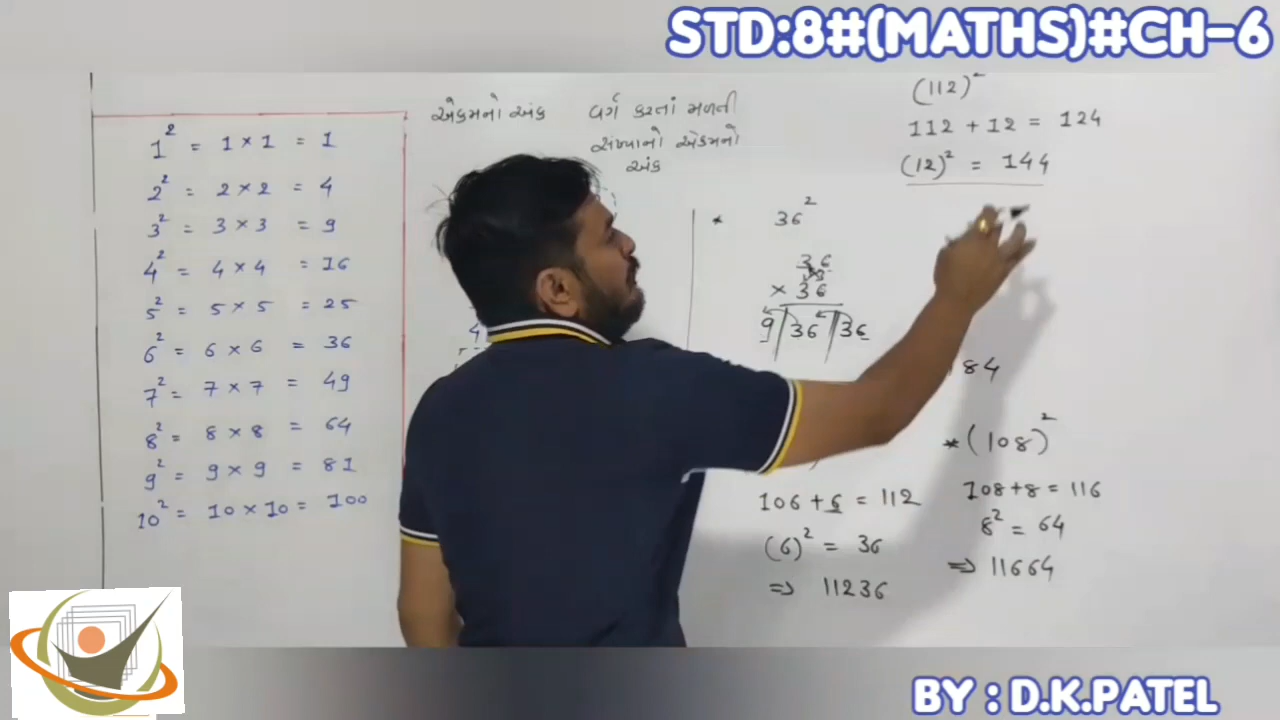 STD:8#(MATHS)#CH-6
1² = 1 × 1 = 1
2² = 2 × 2 = 4
3² = 3 × 3 = 9
4² = 4 × 4 = 16
5² = 5 × 5 = 25
6² = 6 × 6 = 36
7² = 7 × 7 = 49
8² = 8 × 8 = 64
9² = 9 × 9 = 81
10² = 10 × 10 = 100
એકમનો અંક
વર્ગ કરતાં મળતી
સંખ્યાનો એકમનો
અંક
4
* 36²
36
× 36
9 36 36
106 + 6 = 112
(6)² = 36
⇒ 11236
(112)²
112 + 12 = 124
(12)² = 144
84
* (108)²
108 + 8 = 116
8² = 64
⇒ 11664
BY : D.K.PATEL